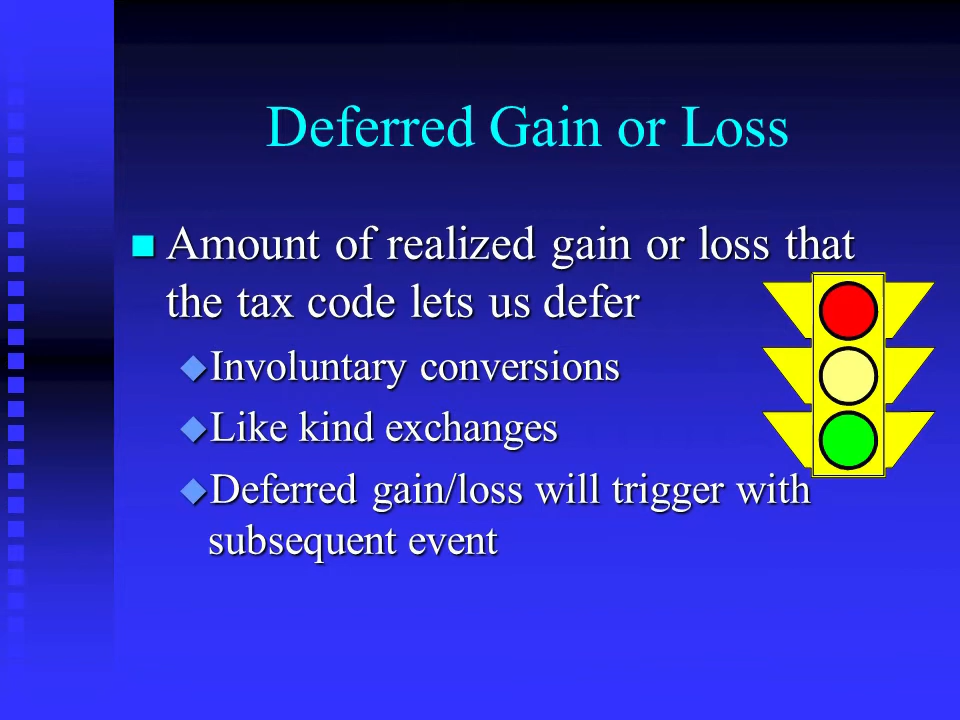 Deferred Gain or Loss
Amount of realized gain or loss that
the tax code lets us defer
Involuntary conversions
Like kind exchanges
Deferred gain/loss will trigger with
subsequent event